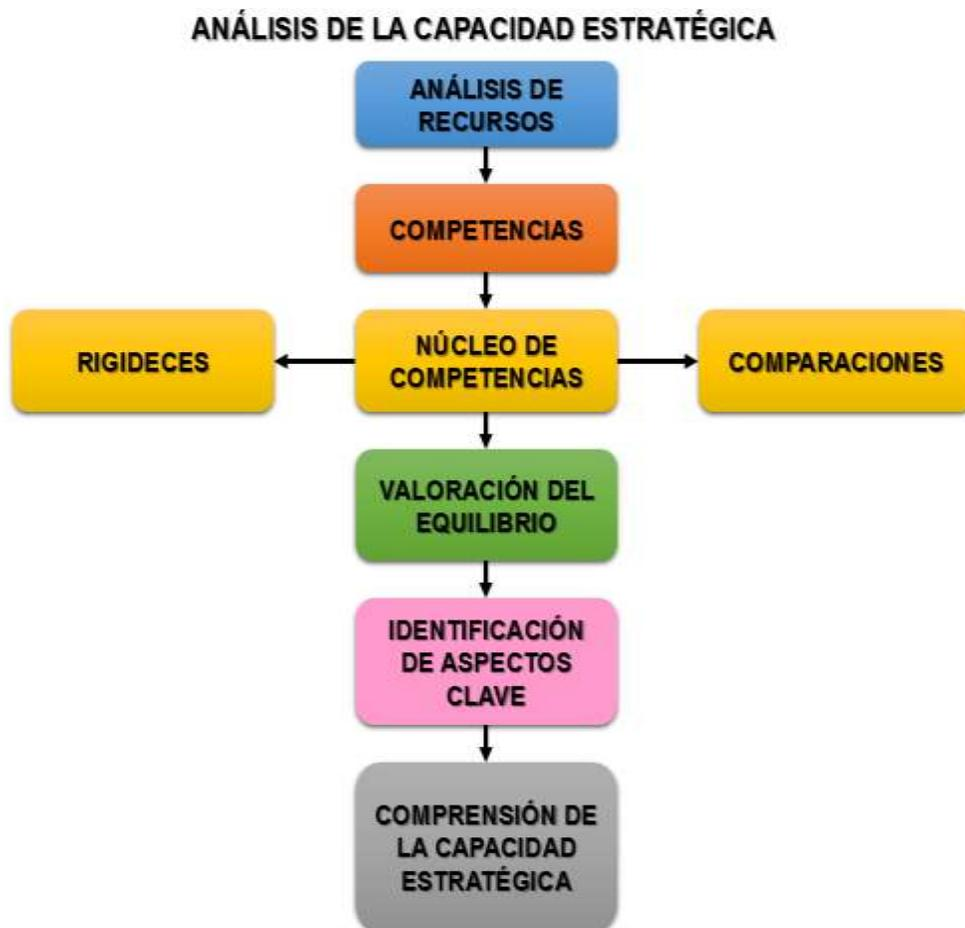 ANÁLISIS DE LA CAPACIDAD ESTRATÉGICA
ANÁLISIS DE
RECURSOS
COMPETENCIAS
RIGIDECES
NÚCLEO DE
COMPETENCIAS
COMPARACIONES
VALORACIÓN DEL
EQUILIBRIO
IDENTIFICACIÓN
DE ASPECTOS
CLAVE
COMPRENSIÓN DE
LA CAPACIDAD
ESTRATÉGICA